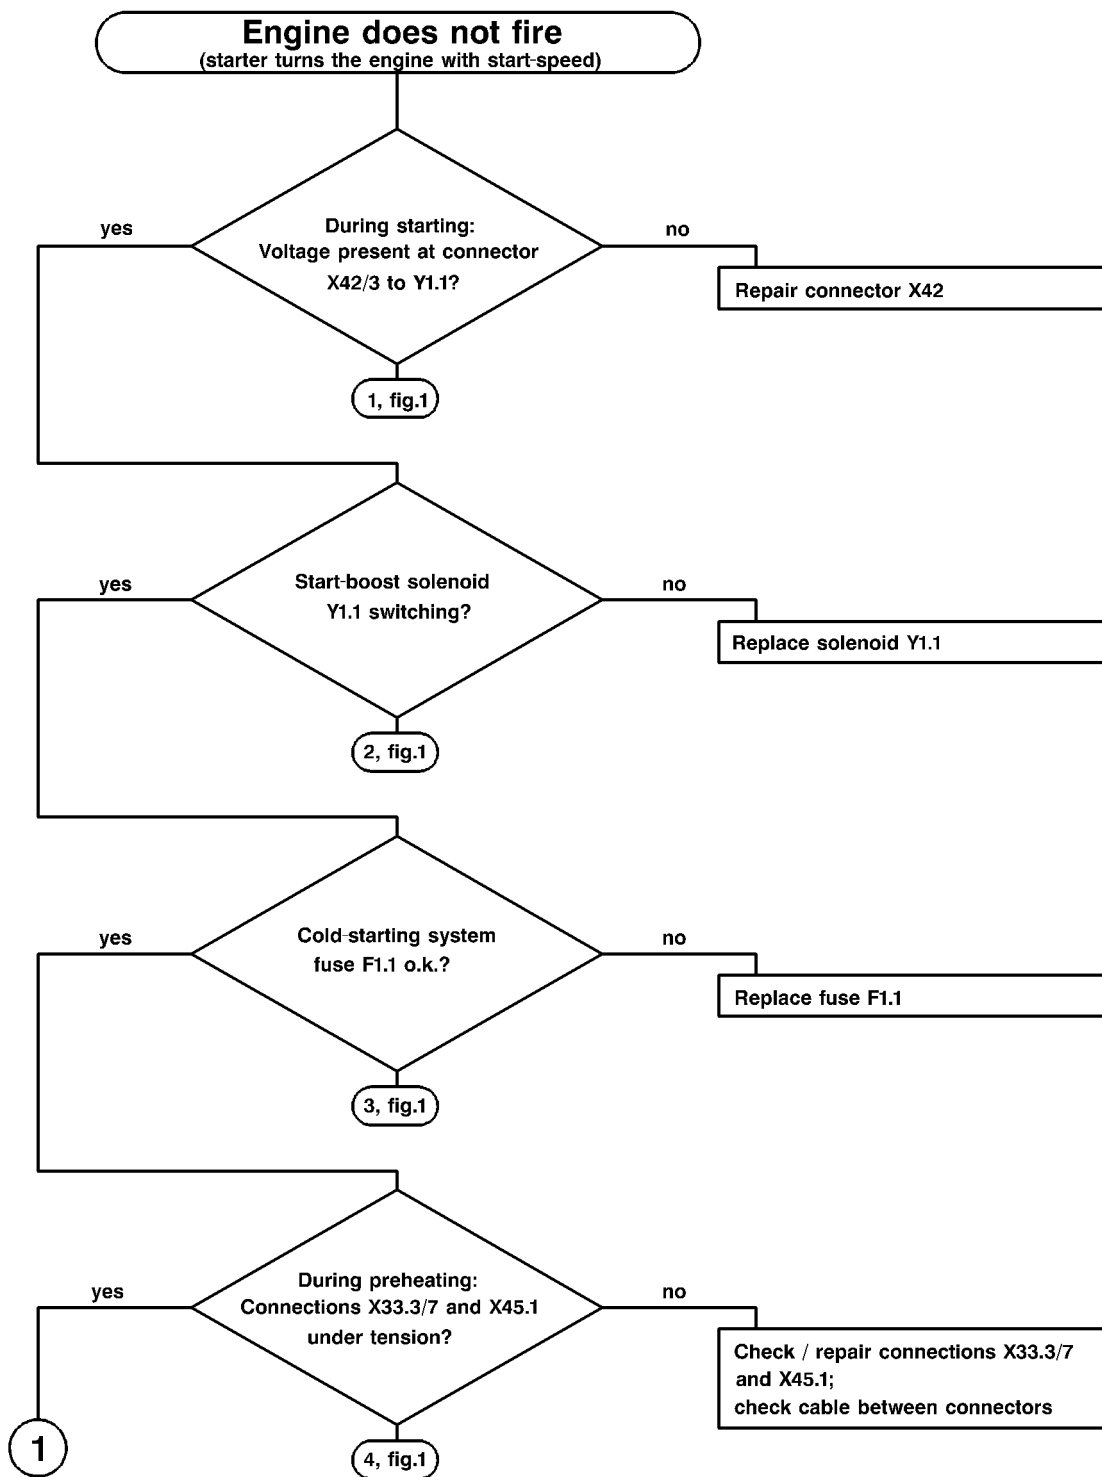 Engine does not fire
(starter turns the engine with start-speed)
yes
During starting:
Voltage present at connector
X42/3 to Y1.1?
no
Repair connector X42
1, fig.1
yes
Start-boost solenoid
Y1.1 switching?
no
Replace solenoid Y1.1
2, fig.1
yes
Cold-starting system
fuse F1.1 o.k.?
no
Replace fuse F1.1
3, fig.1
yes
During preheating:
Connections X33.3/7 and X45.1
under tension?
no
Check / repair connections X33.3/7
and X45.1;
check cable between connectors
1
4, fig.1